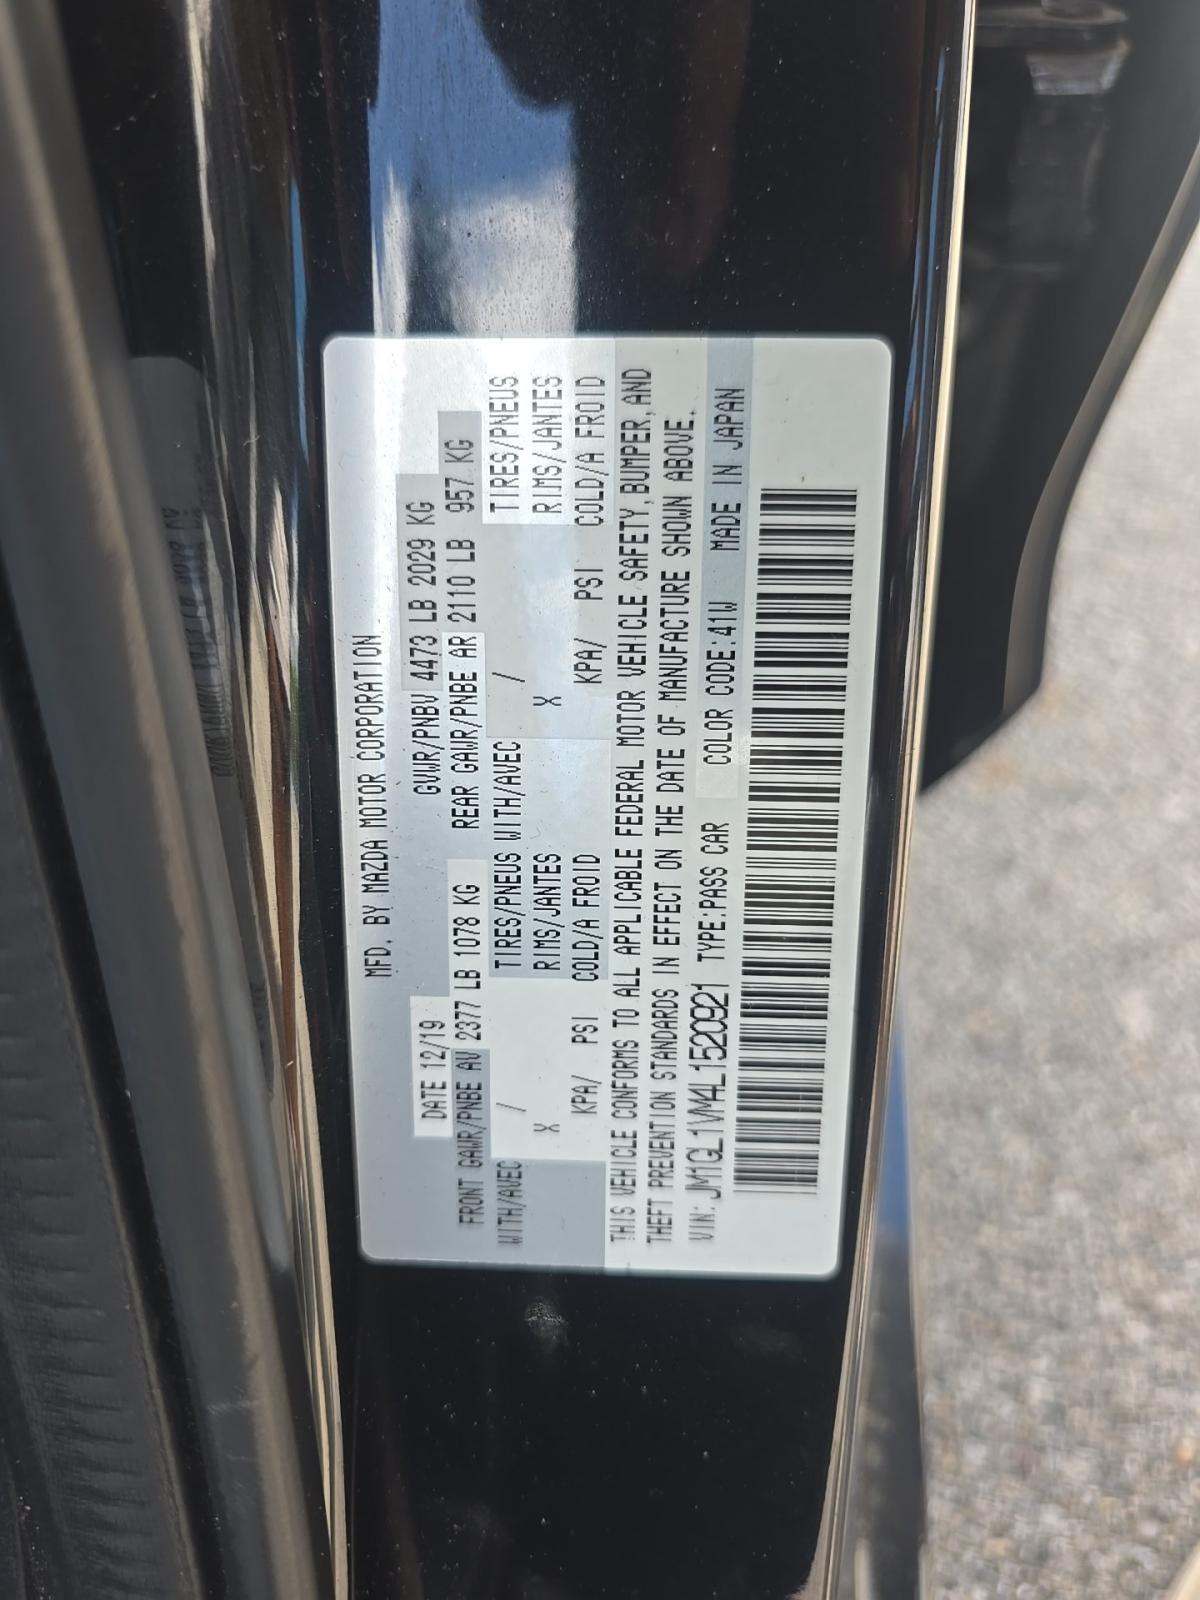 MFD. BY MAZDA MOTOR CORPORATION
DATE 12/19 GVWR/PNBV 4473 LB 2029 KG
FRONT GAWR/PNBE AV 2377 LB 1078 KG REAR GAWR/PNBE AR 2110 LB 957 KG
WITH/AVEC / TIRES/PNEUS WITH/AVEC / TIRES/PNEUS
X RIMS/JANTES X RIMS/JANTES
KPA/ PSI COLD/A FROID KPA/ PSI COLD/A FROID
THIS VEHICLE CONFORMS TO ALL APPLICABLE FEDERAL MOTOR VEHICLE SAFETY, BUMPER, AND
THEFT PREVENTION STANDARDS IN EFFECT ON THE DATE OF MANUFACTURE SHOWN ABOVE.
VIN: JM1GL1VM4L1520921 TYPE:PASS CAR COLOR CODE:41W MADE IN JAPAN